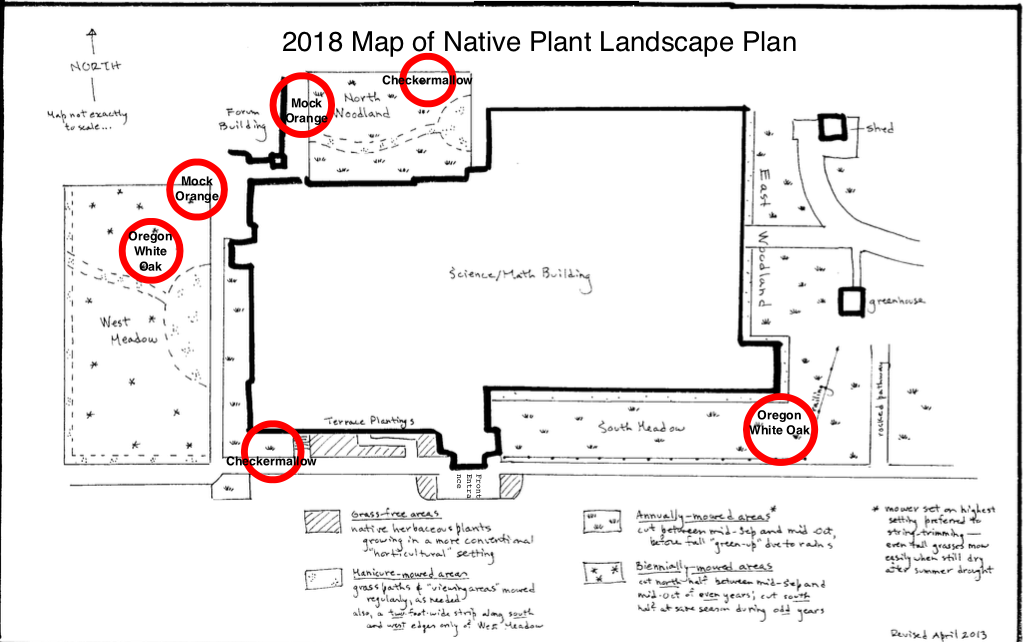 2018 Map of Native Plant Landscape Plan
NORTH
Map not exactly
to scale...
Forum
Building
Mock
Orange
North
Woodland
Checkermallow
shed
Mock
Orange
East
Woodland
Oregon
White
Oak
Science/Math Building
West
Meadow
greenhouse
railing
rocked pathway
Terrace Plantings
South Meadow
Oregon
White Oak
Checkermallow
Front
Entra
nce
Grass-free areas
native herbaceous plants
growing in a more conventional
"horticultural" setting
Manicure-mowed areas
grass paths & "viewing areas" mowed
regularly, as needed
also, a two-foot-wide strip along south
and west edges only of West Meadow
Annually-mowed areas*
cut between mid-Sep and mid-Oct,
before fall "green-up" due to rains
Biennially-mowed areas
cut north half between mid-Sep and
mid-Oct of even years; cut south
half at same season during odd years
* mower set on highest
setting preferred to
string-trimming —
even tall grasses mow
easily when still dry
after summer drought
Revised April 2013